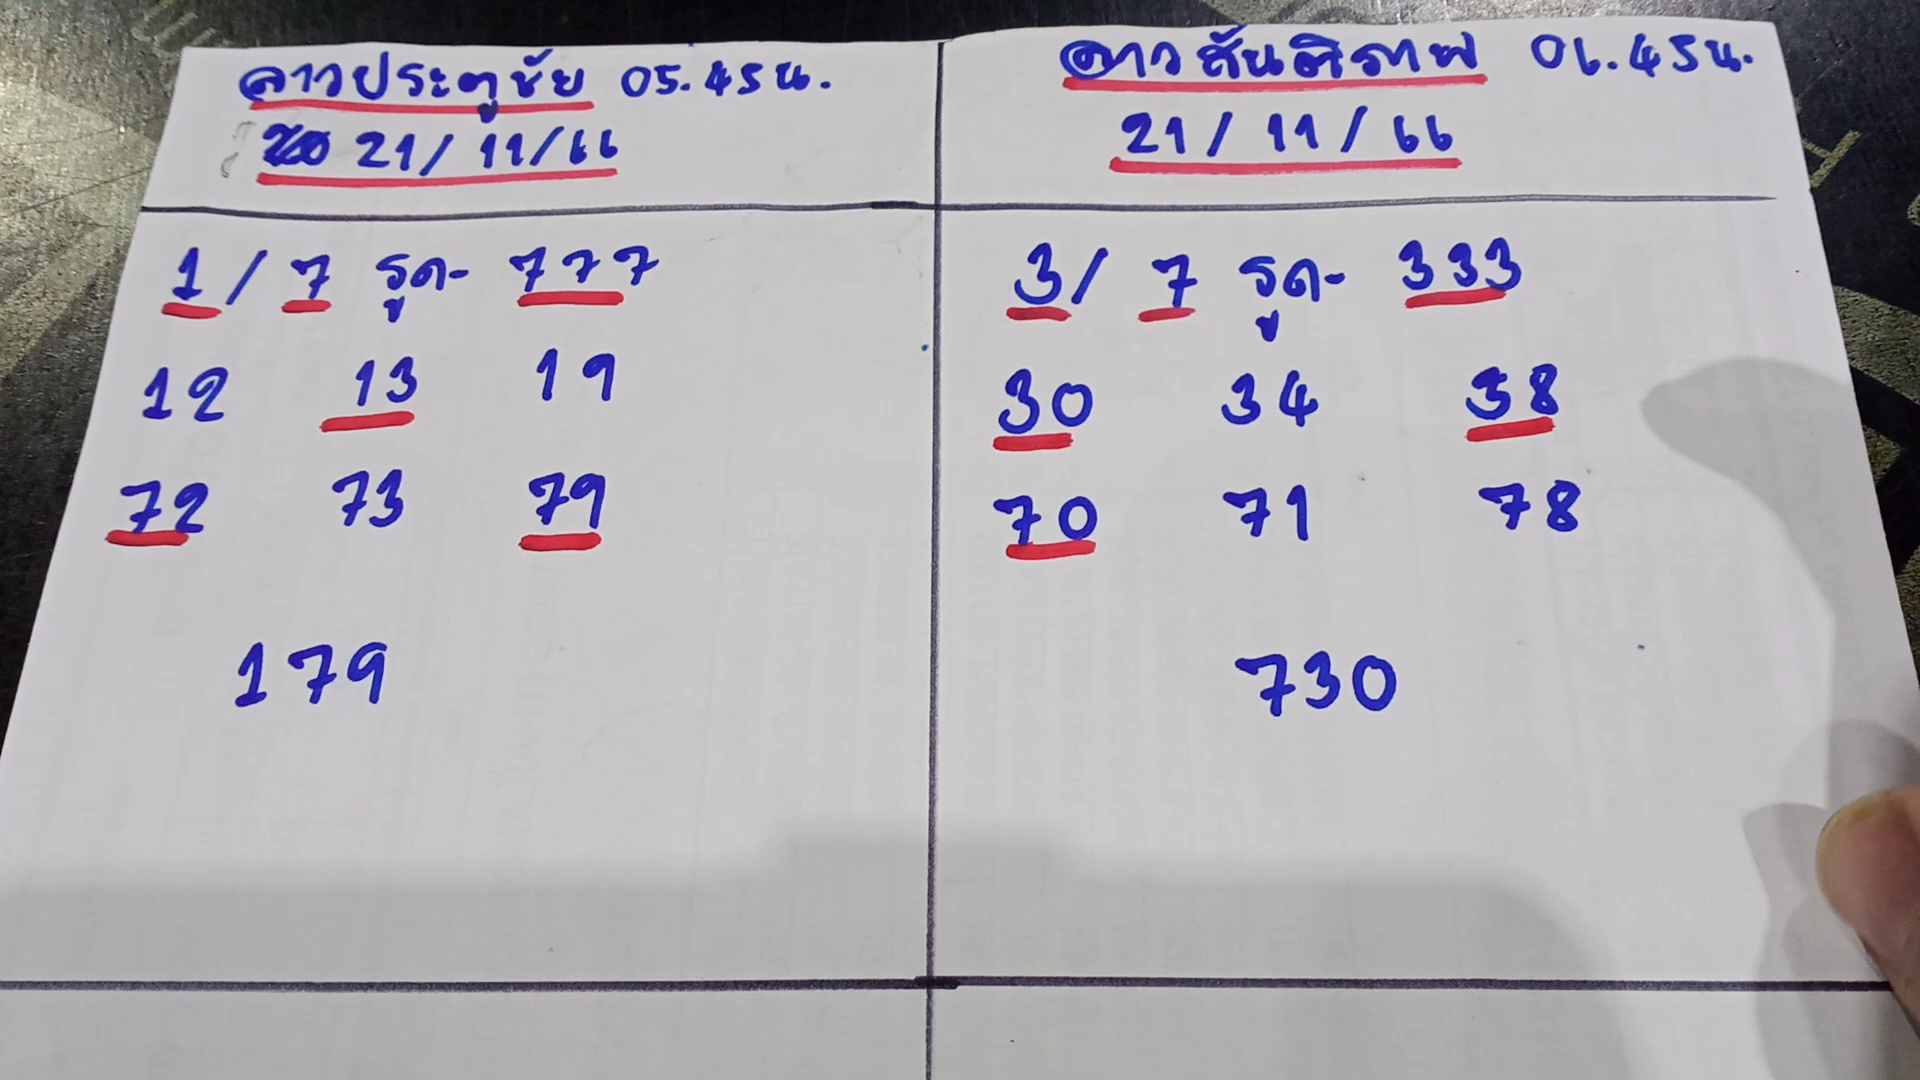 ลาวประตูชัย 05.45น.
21/11/66
1/7 รูด- 777
12 13 19
72 73 79
179
ลาวสันติภาพ 06.45น.
21/11/66
3/7 รูด- 333
30 34 38
70 71 78
730